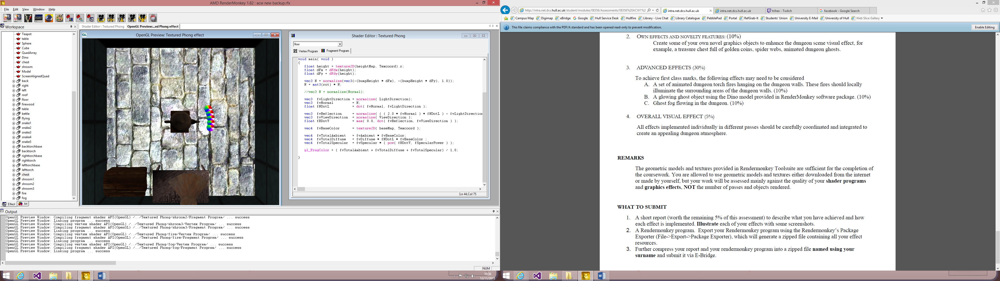 AMD RenderMonkey 1.82 : acw new backup.rfx
File Edit View Window Help
Workspace
Teapot
table
Sphere
Cube
QuadArray
Dino
chest
shroom
Model
ScreenAlignedQuad
back
right
left
roof
floor
firewood
table
kettle
flying
snake1
snake2
snake3
snake4
snake5
backtorchbase
backtorch
righttorchbase
righttorch
lefttorchbase
lefttorch
chest
shroom1
shroom2
shroom3
fire
fog
Effect Art
Shader Editor : Textured Phong OpenGL Preview:...ed Phong effect
GL OpenGL Preview: Textured Phong effect
Shader Editor : Textured Phong
floor
Vertex Program Fragment Program
void main( void )
{
float height = texture2D(heightMap, Texcoord).r;
float dFx = dFdx(height);
float dFy = dFdy(height);
vec3 N = normalize(vec3(-(bumpHeight * dFx), -(bumpHeight * dFy), 1.0));
N = mat3(rot) * N;
//vec3 N = normalize(Normal);
vec3 fvLightDirection = normalize( LightDirection);
vec3 fvNormal = N;
float fNDotL = dot( fvNormal, fvLightDirection );
vec3 fvReflection = normalize( ( ( 2.0 * fvNormal ) * fNDotL ) - fvLightDirection
vec3 fvViewDirection = normalize( ViewDirection );
float fRDotV = max( 0.0, dot( fvReflection, fvViewDirection ) );
vec4 fvBaseColor = texture2D( baseMap, Texcoord );
vec4 fvTotalAmbient = fvAmbient * fvBaseColor;
vec4 fvTotalDiffuse = fvDiffuse * fNDotL * fvBaseColor ;
vec4 fvTotalSpecular = fvSpecular * ( pow( fRDotV, fSpecularPower ) );
gl_FragColor = ( fvTotalAmbient + fvTotalDiffuse + fvTotalSpecular) / 1,0;
}
Ln 44,Col 75
Output
OpenGL Preview Window: Compiling fragment shader API(OpenGL) /../Textured Phong/shroom2/Fragment Program/ ... success
OpenGL Preview Window: Linking program ... success
OpenGL Preview Window: Compiling vertex shader API(OpenGL) /../Textured Phong/shroom3/Vertex Program/ ... success
OpenGL Preview Window: Compiling fragment shader API(OpenGL) /../Textured Phong/shroom3/Fragment Program/ ... success
OpenGL Preview Window: Linking program ... success
OpenGL Preview Window: Compiling vertex shader API(OpenGL) /../Textured Phong/fire/Vertex Program/ ... success
OpenGL Preview Window: Compiling fragment shader API(OpenGL) /../Textured Phong/fire/Fragment Program/ ... success
OpenGL Preview Window: Linking program ... success
OpenGL Preview Window: Compiling vertex shader API(OpenGL) /../Textured Phong/fog/Vertex Program/ ... success
OpenGL Preview Window: Compiling fragment shader API(OpenGL) /../Textured Phong/fog/Fragment Program/ ... success
OpenGL Preview Window: Linking program ... success
NUM
10:36
12/11/2015
http://intra.net.dcs.hull.ac.uk/student/modules/08356/Assessments/08356%20ACW1%2 intra.net.dcs.hull.ac.uk intra.net.dcs.hull.ac.uk trihex - Twitch facebook - Google Search
Campus Map Digimap eBridge Google Hull Service Desk Hullfire Library - Live Chat Library Catalogue PebblePad Portal RefGrab-It Students' Union University E-Mail University of Hull Web Slice Gallery
This file claims compliance with the PDF/A standard and has been opened read-only to prevent modification. Enable Editing
2. OWN EFFECTS AND NOVELTY FEATURES: (10%)
Create some of your own novel graphics objects to enhance the dungeon scene visual effect, for
example, a treasure chest full of golden coins, spider webs, animated dungeon ghosts.
3. ADVANCED EFFECTS (30%)
To achieve first class marks, the following effects may need to be considered
A. A set of animated dungeon torch fires hanging on the dungeon walls. These fires should locally
illuminate the surrounding areas of the dungeon walls. (10%)
B. A glowing ghost object using the Dino model provided in RenderMonkey software package. (10%)
C. Ghost fog flowing in the dungeon. (10%)
4. OVERALL VISUAL EFFECT (5%)
All effects implemented individually in different passes should be carefully coordinated and integrated to
create an appealing dungeon atmosphere.
REMARKS
The geometric models and textures provided in Rendermonkey Toolsuite are sufficient for the completion of
the coursework. You are allowed to use geometric models and textures either downloaded from the internet
or made by yourself, but your work will be assessed mainly against the quality of your shader programs
and graphics effects, NOT the number of passes and objects rendered.
WHAT TO SUBMIT
1. A short report (worth the remaining 5% of this assessment) to describe what you have achieved and how
each effect is implemented. Illustrate each of your effects with some screenshots.
2. A Rendermonkey program. Export your Rendermonkey program using the Rendermonkey's Package
Exporter (File->Export->Package Exporter), which will generate a zipped file containing all your effect
resources.
3. Further compress your report and your rendermonkey program into a zipped file named using your
surname and submit it via E-Bridge.